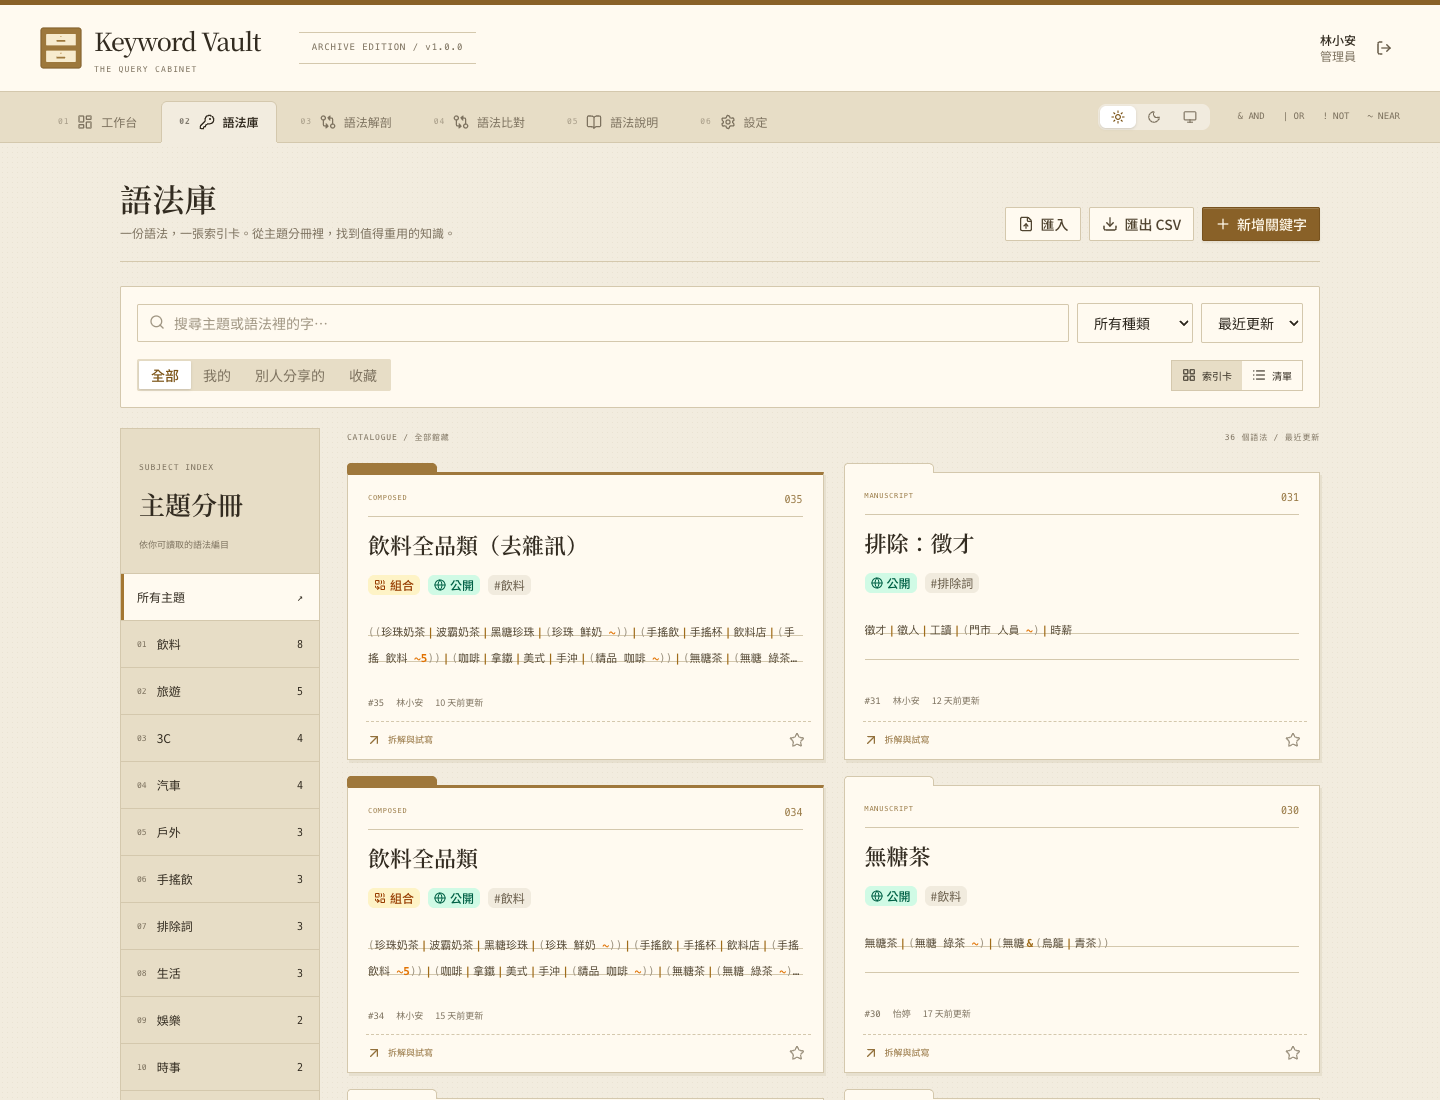 Keyword Vault
THE QUERY CABINET
ARCHIVE EDITION / v1.0.0
林小安
管理員
01 工作台
02 語法庫
03 語法解剖
04 語法比對
05 語法說明
06 設定
& AND | OR ! NOT ~ NEAR
語法庫
一份語法，一張索引卡。從主題分冊裡，找到值得重用的知識。
匯入
匯出 CSV
新增關鍵字
搜尋主題或語法裡的字…
所有種類
最近更新
全部 我的 別人分享的 收藏
索引卡 清單
SUBJECT INDEX
主題分冊
依你可讀取的語法編目
所有主題 ↗
01 飲料 8
02 旅遊 5
03 3C 4
04 汽車 4
05 戶外 3
06 手搖飲 3
07 排除詞 3
08 生活 3
09 娛樂 2
10 時事 2
CATALOGUE / 全部館藏
36 個語法 / 最近更新
COMPOSED 035
飲料全品類（去雜訊）
組合 公開 #飲料
((珍珠奶茶|波霸奶茶|黑糖珍珠|(珍珠 鮮奶 ~))|(手搖飲|手搖杯|飲料店|(手
搖 飲料 ~5))|(咖啡|拿鐵|美式|手沖|(精品 咖啡 ~))|(無糖茶|(無糖 綠茶…
#35 林小安 10 天前更新
拆解與試寫
MANUSCRIPT 031
排除：徵才
公開 #排除詞
徵才|徵人|工讀|(門市 人員 ~)|時薪
#31 林小安 12 天前更新
拆解與試寫
COMPOSED 034
飲料全品類
組合 公開 #飲料
(珍珠奶茶|波霸奶茶|黑糖珍珠|(珍珠 鮮奶 ~))|(手搖飲|手搖杯|飲料店|(手搖
飲料 ~5))|(咖啡|拿鐵|美式|手沖|(精品 咖啡 ~))|(無糖茶|(無糖 綠茶 ~)…
#34 林小安 15 天前更新
拆解與試寫
MANUSCRIPT 030
無糖茶
公開 #飲料
無糖茶|(無糖 綠茶 ~)|(無糖&(烏龍|青茶))
#30 怡婷 17 天前更新
拆解與試寫